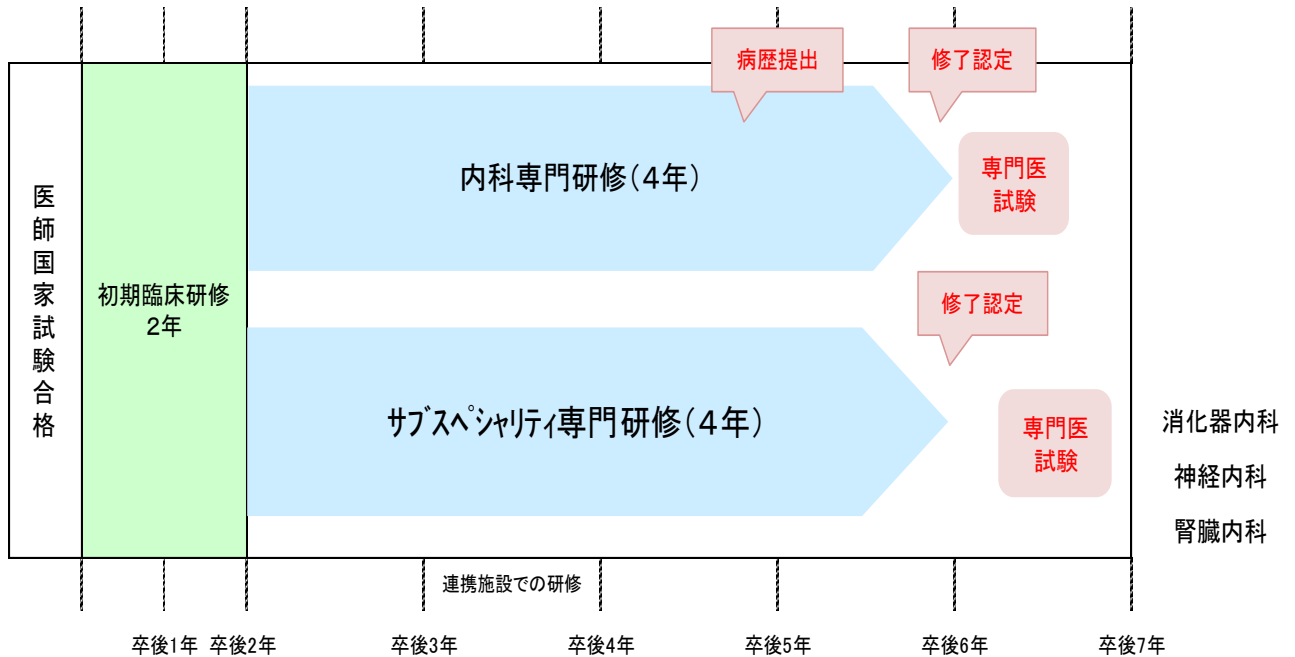 病歴提出
修了認定
医師国家試験合格
初期臨床研修
2年
内科専門研修(4年)
専門医
試験
修了認定
サブスペシャリティ専門研修(4年)
専門医
試験
消化器内科
神経内科
腎臓内科
連携施設での研修
卒後1年 卒後2年 卒後3年 卒後4年 卒後5年 卒後6年 卒後7年